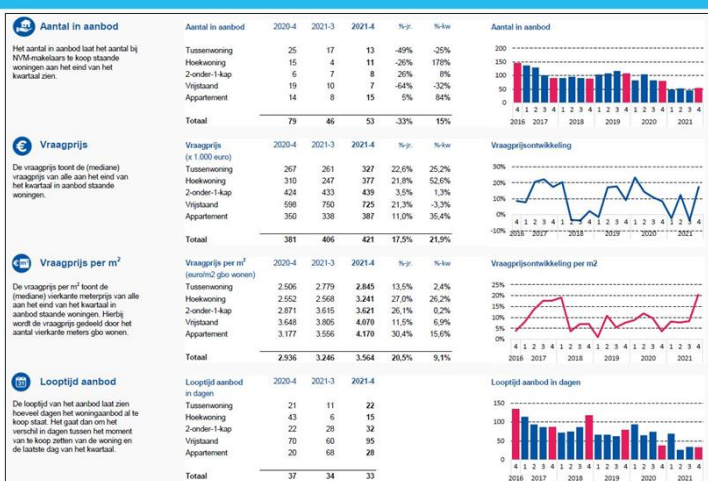 Aantal in aanbod
Het aantal in aanbod laat het aantal bij
NVM-makelaars te koop staande
woningen aan het eind van het
kwartaal zien.
Aantal in aanbod 2020-4 2021-3 2021-4 %-jr. %-kw
Tussenwoning 25 17 13 -49% -25%
Hoekwoning 15 4 11 -26% 178%
2-onder-1-kap 6 7 8 26% 8%
Vrijstaand 19 10 7 -64% -32%
Appartement 14 8 15 5% 84%
Totaal 79 46 53 -33% 15%
Aantal in aanbod
200
150
100
50
0
4 1 2 3 4 1 2 3 4 1 2 3 4 1 2 3 4 1 2 3 4
2016 2017 2018 2019 2020 2021
€ Vraagprijs
De vraagprijs toont de (mediane)
vraagprijs van alle aan het eind van
het kwartaal in aanbod staande
woningen.
Vraagprijs 2020-4 2021-3 2021-4 %-jr. %-kw
(x 1.000 euro)
Tussenwoning 267 261 327 22,6% 25,2%
Hoekwoning 310 247 377 21,8% 52,6%
2-onder-1-kap 424 433 439 3,5% 1,3%
Vrijstaand 598 750 725 21,3% -3,3%
Appartement 350 338 387 11,0% 35,4%
Totaal 381 406 421 17,5% 21,9%
Vraagprijsontwikkeling
30%
20%
10%
0%
-10%
4 1 2 3 4 1 2 3 4 1 2 3 4 1 2 3 4 1 2 3 4
2016 2017 2018 2019 2020 2021
€/m² Vraagprijs per m²
De vraagprijs per m² toont de
(mediane) vierkante meterprijs van alle
aan het eind van het kwartaal in
aanbod staande woningen. Hierbij
wordt de vraagprijs gedeeld door het
aantal vierkante meters gbo wonen.
Vraagprijs per m² 2020-4 2021-3 2021-4 %-jr. %-kw
(euro/m2 gbo wonen)
Tussenwoning 2.506 2.779 2.845 13,5% 2,4%
Hoekwoning 2.552 2.568 3.241 27,0% 26,2%
2-onder-1-kap 2.871 3.615 3.621 26,1% 0,2%
Vrijstaand 3.648 3.805 4.070 11,5% 6,9%
Appartement 3.177 3.556 4.170 30,4% 15,6%
Totaal 2.936 3.246 3.564 20,5% 9,1%
Vraagprijsontwikkeling per m2
25%
20%
15%
10%
5%
0%
4 1 2 3 4 1 2 3 4 1 2 3 4 1 2 3 4 1 2 3 4
2016 2017 2018 2019 2020 2021
Looptijd aanbod
De looptijd van het aanbod laat zien
hoeveel dagen het woningaanbod al te
koop staat. Het gaat dan om het
verschil in dagen tussen het moment
van te koop zetten van de woning en
de laatste dag van het kwartaal.
Looptijd aanbod 2020-4 2021-3 2021-4
in dagen
Tussenwoning 21 11 22
Hoekwoning 43 6 15
2-onder-1-kap 22 28 32
Vrijstaand 70 60 95
Appartement 20 68 28
Totaal 37 34 33
Looptijd aanbod in dagen
150
100
50
0
4 1 2 3 4 1 2 3 4 1 2 3 4 1 2 3 4 1 2 3 4
2016 2017 2018 2019 2020 2021